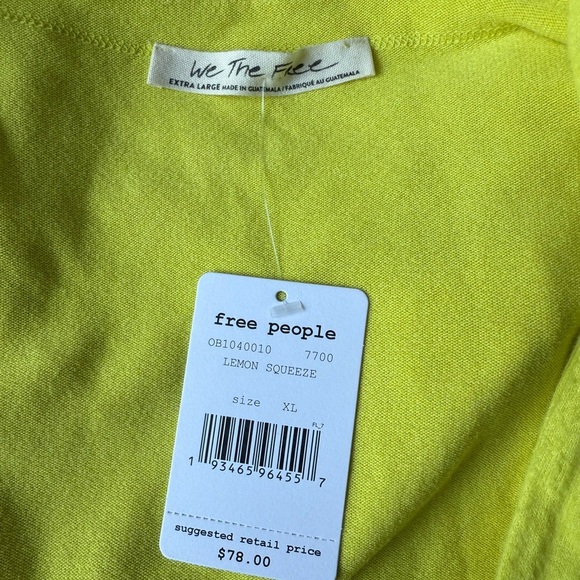 We The Free
EXTRA LARGE MADE IN GUATEMALA / FABRIQUÉ AU GUATEMALA
free people
OB1040010 7700
LEMON SQUEEZE
size XL
FL_7
1 93465 96455 7
suggested retail price
$78.00